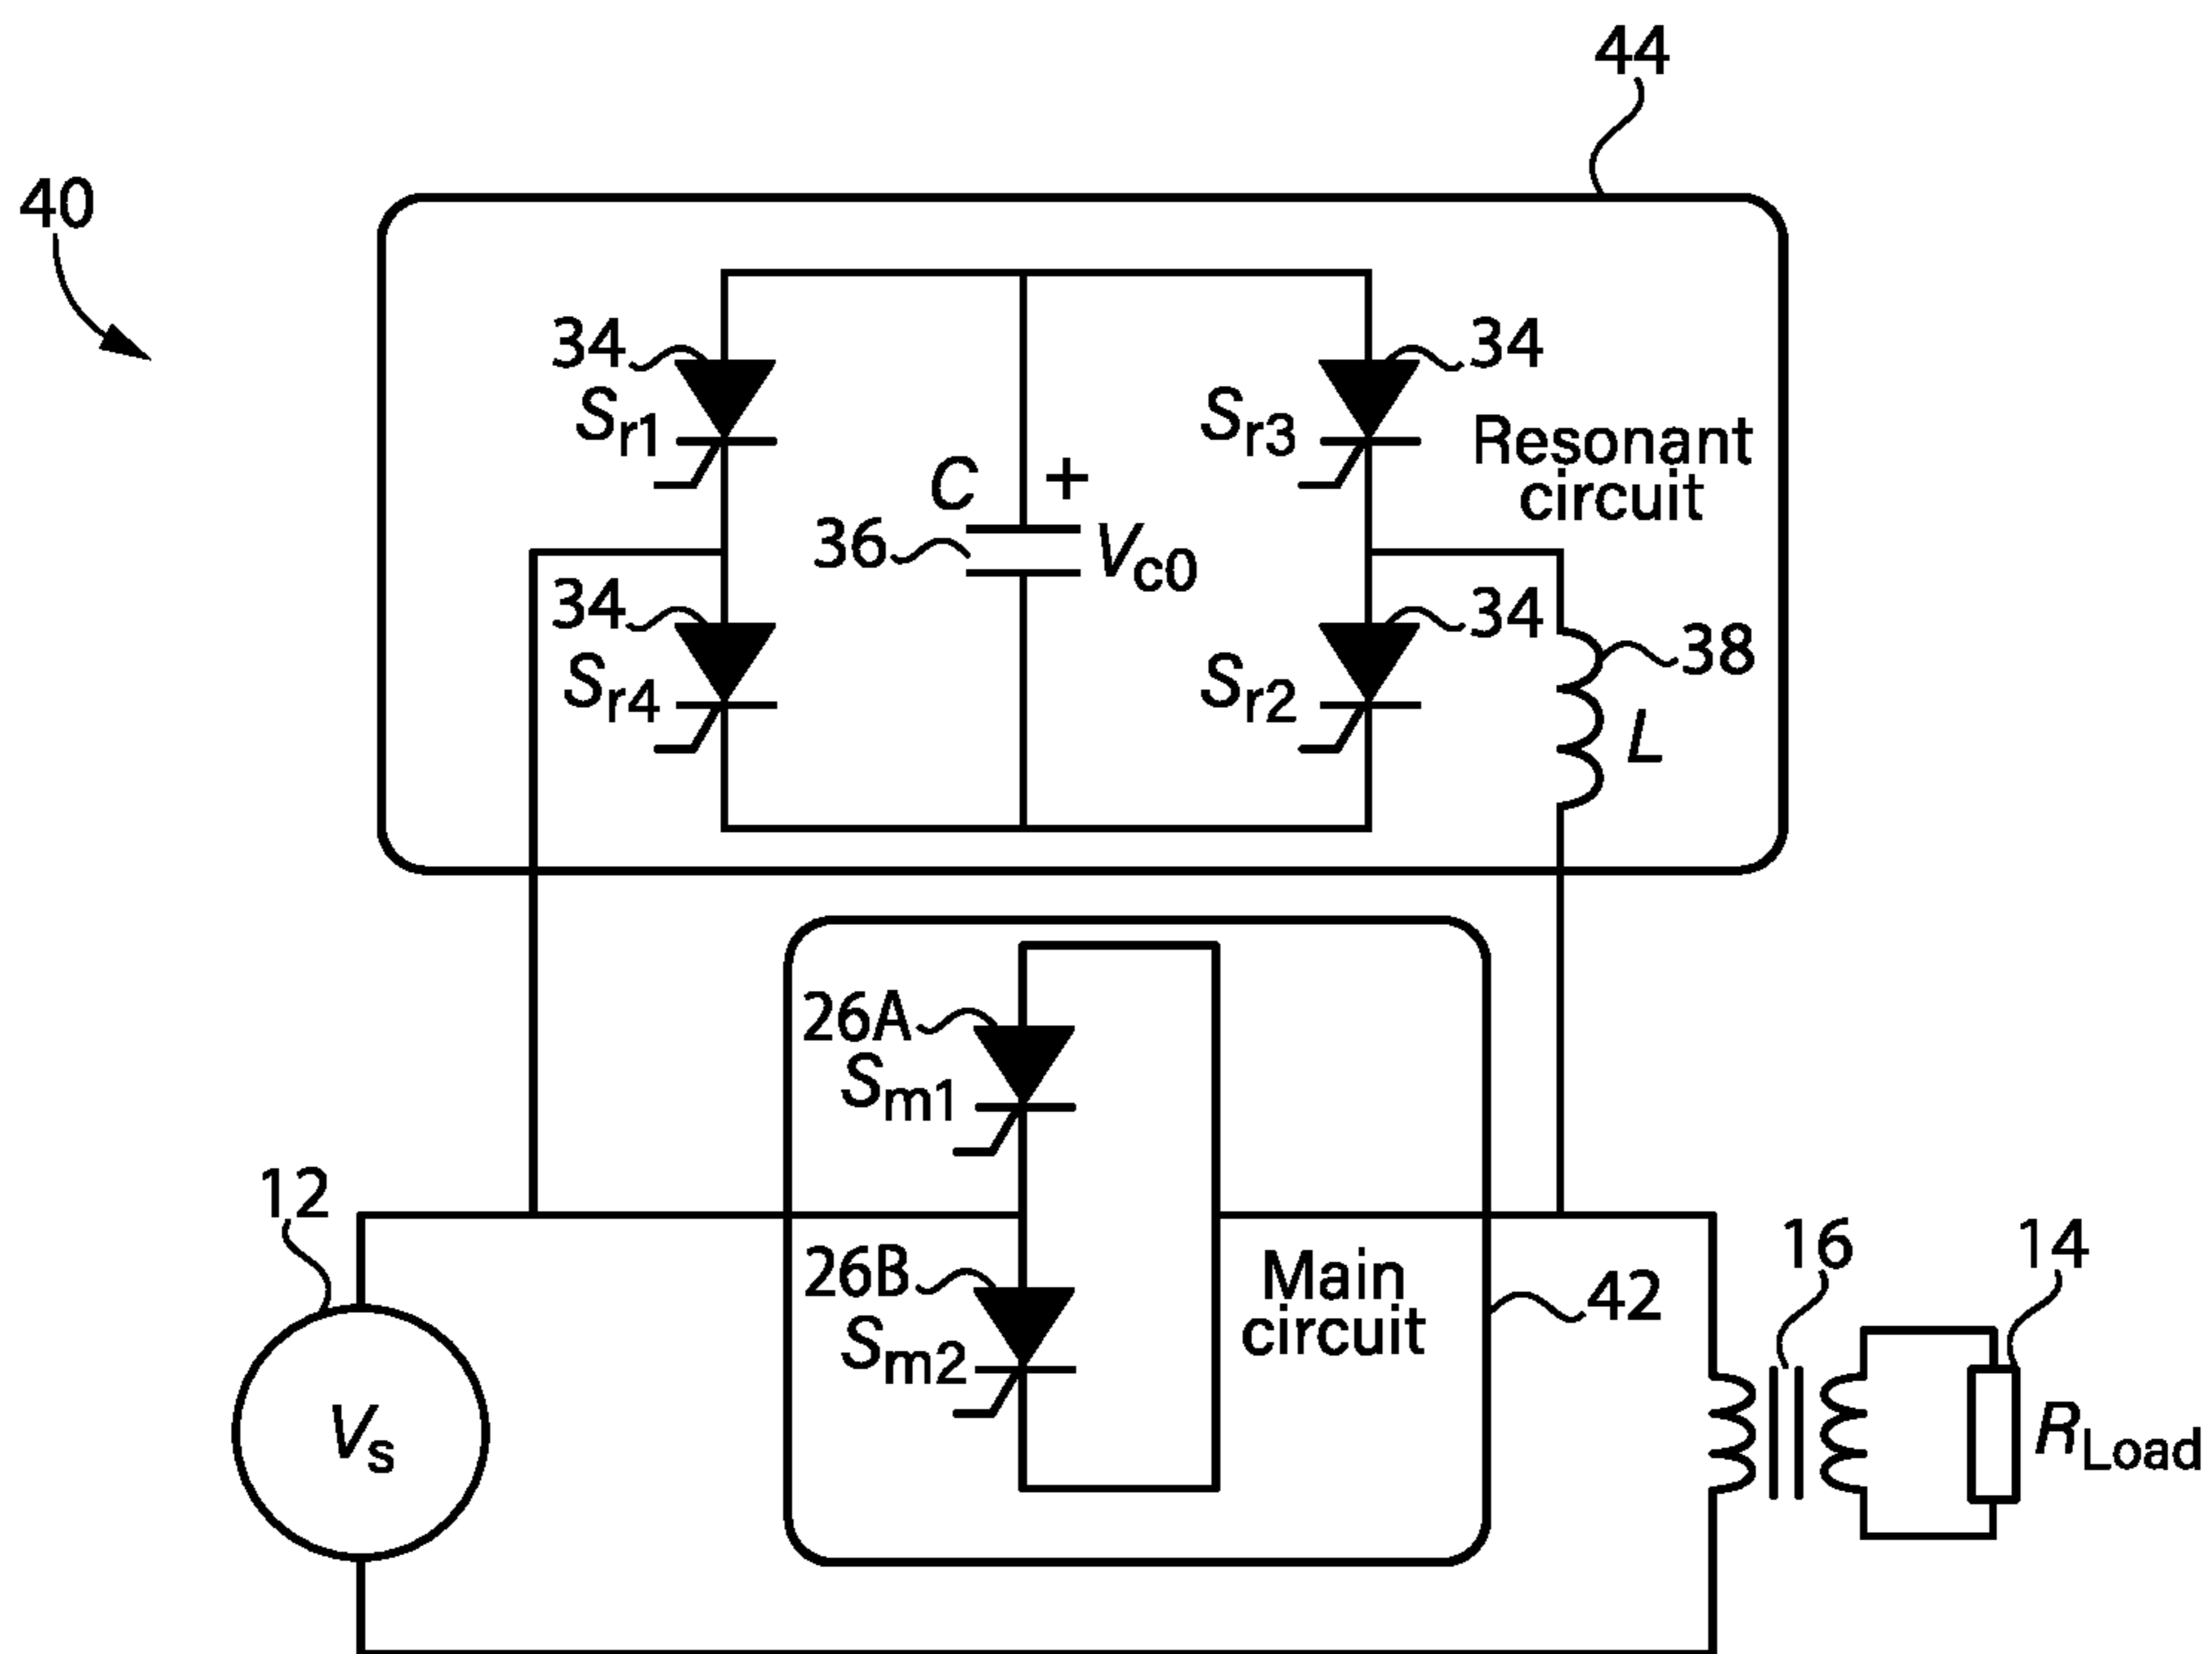 44
40
34
34
Sr1
Sr3
Resonant
circuit
C
+
36
Vc0
34
34
38
Sr4
Sr2
L
26A
Sm1
12
16
14
26B
Main
circuit
42
Sm2
Vs
RLoad